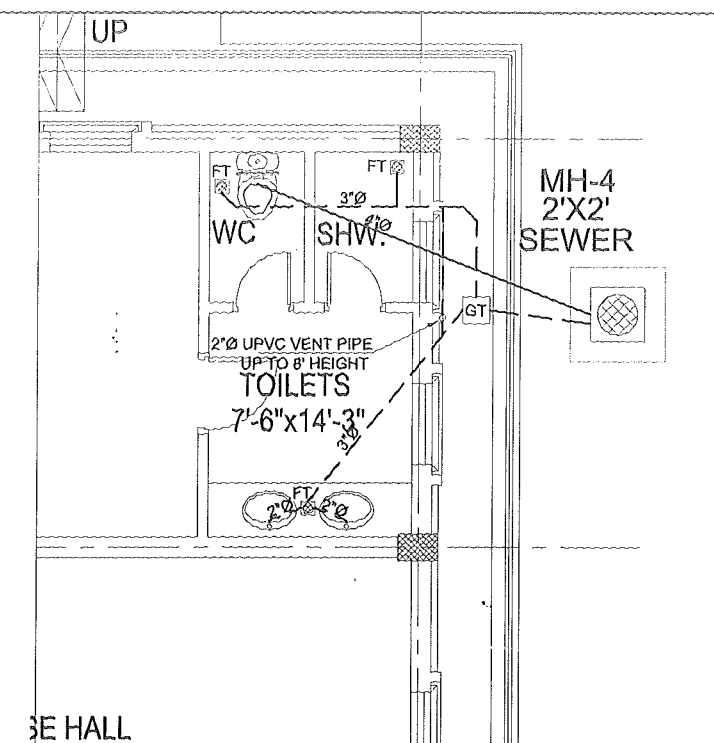 UP
FT
FT
3"Ø
4"Ø
WC
SHW.
MH-4
2'X2'
SEWER
GT
2"Ø UPVC VENT PIPE
UP TO 8' HEIGHT
TOILETS
7'-6"x14'-3"
3"Ø
FT
2"Ø
2"Ø
SE HALL